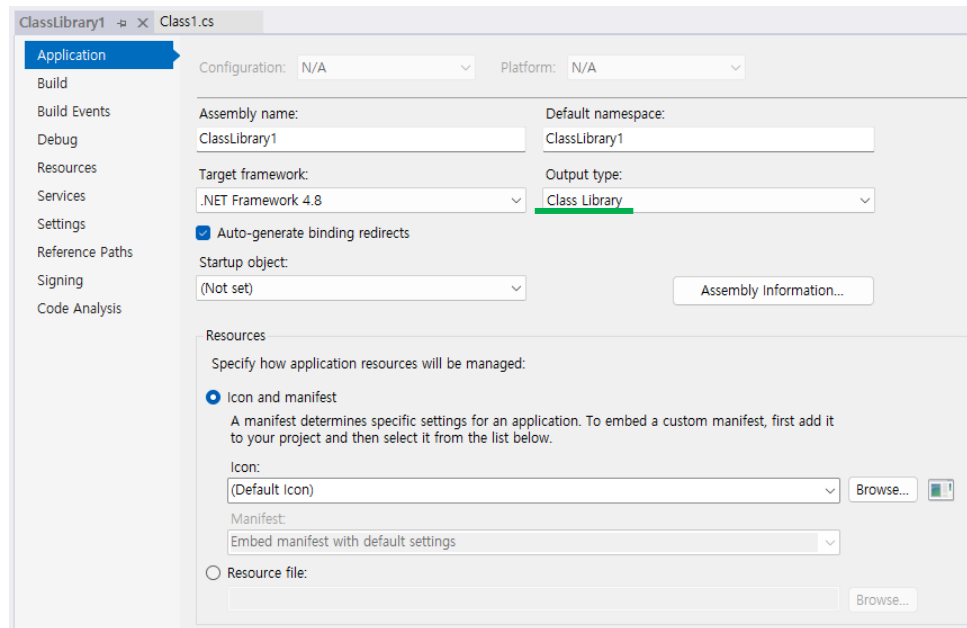 ClassLibrary1
Class1.cs
Application
Build
Build Events
Debug
Resources
Services
Settings
Reference Paths
Signing
Code Analysis
Configuration: N/A
Platform: N/A
Assembly name:
Default namespace:
ClassLibrary1
ClassLibrary1
Target framework:
Output type:
.NET Framework 4.8
Class Library
Auto-generate binding redirects
Startup object:
(Not set)
Assembly Information...
Resources
Specify how application resources will be managed:
Icon and manifest
A manifest determines specific settings for an application. To embed a custom manifest, first add it
to your project and then select it from the list below.
Icon:
(Default Icon)
Browse...
Manifest:
Embed manifest with default settings
Resource file:
Browse...